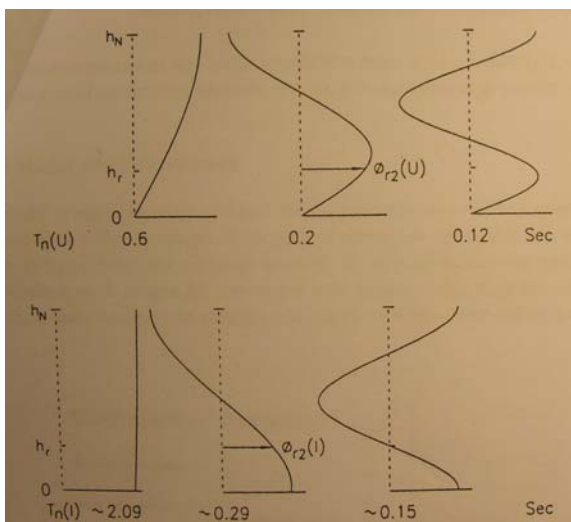 h_N
h_r
ϕ_r2(U)
0
T_n(U) 0.6 0.2 0.12 Sec
h_N
h_r
ϕ_r2(I)
0
T_n(I) ~2.09 ~0.29 ~0.15 Sec